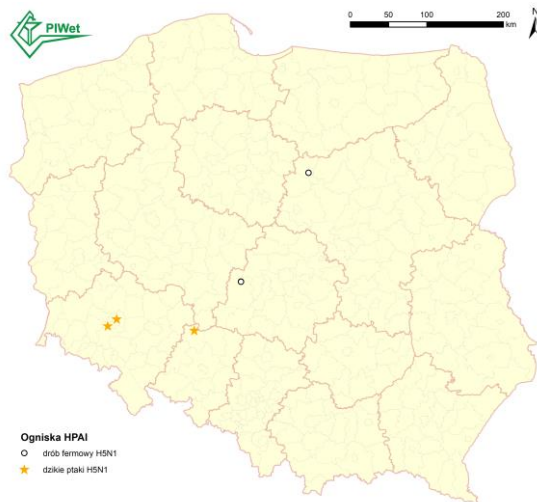 PIWet
0 50 100 200
km
N
Ogniska HPAI
drób fermowy H5N1
dzikie ptaki H5N1